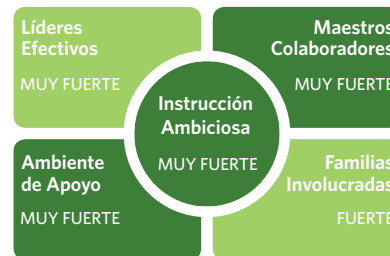 Líderes
Efectivos
MUY FUERTE
Maestros
Colaboradores
MUY FUERTE
Instrucción
Ambiciosa
MUY FUERTE
Ambiente
de Apoyo
MUY FUERTE
Familias
Involucradas
FUERTE